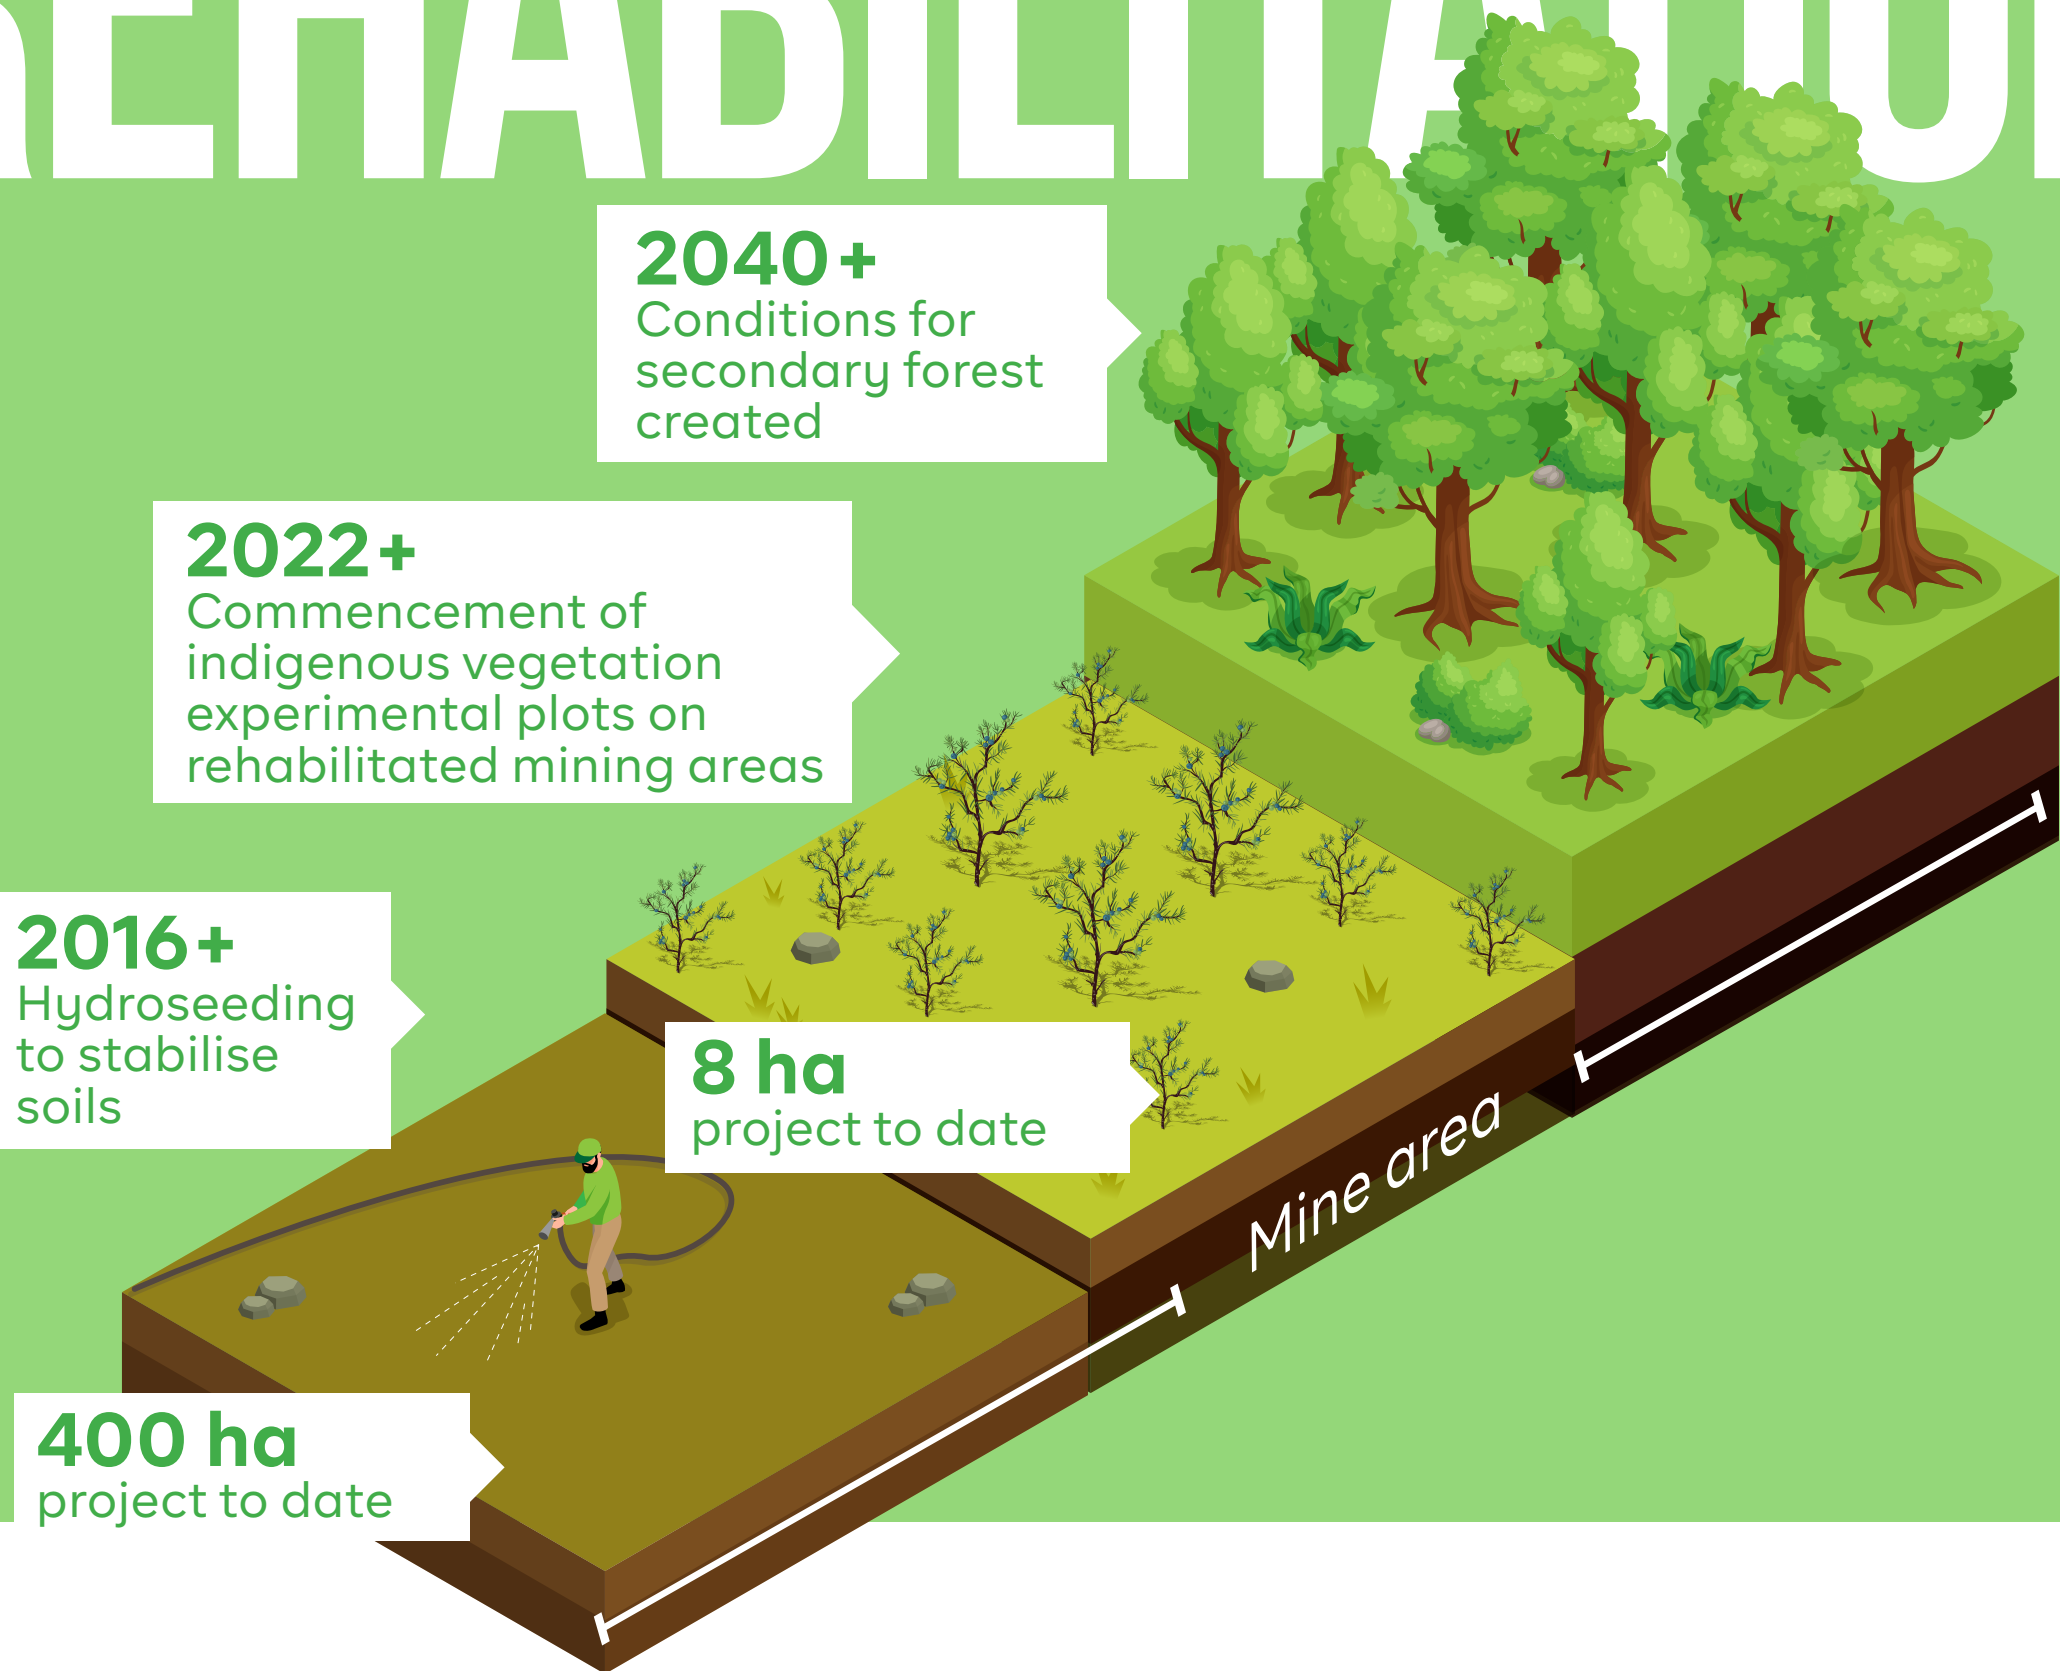 REHABILITATION
2040+
Conditions for
secondary forest
created
2022+
Commencement of
indigenous vegetation
experimental plots on
rehabilitated mining areas
2016+
Hydroseeding
to stabilise
soils
8 ha
project to date
Mine area
400 ha
project to date